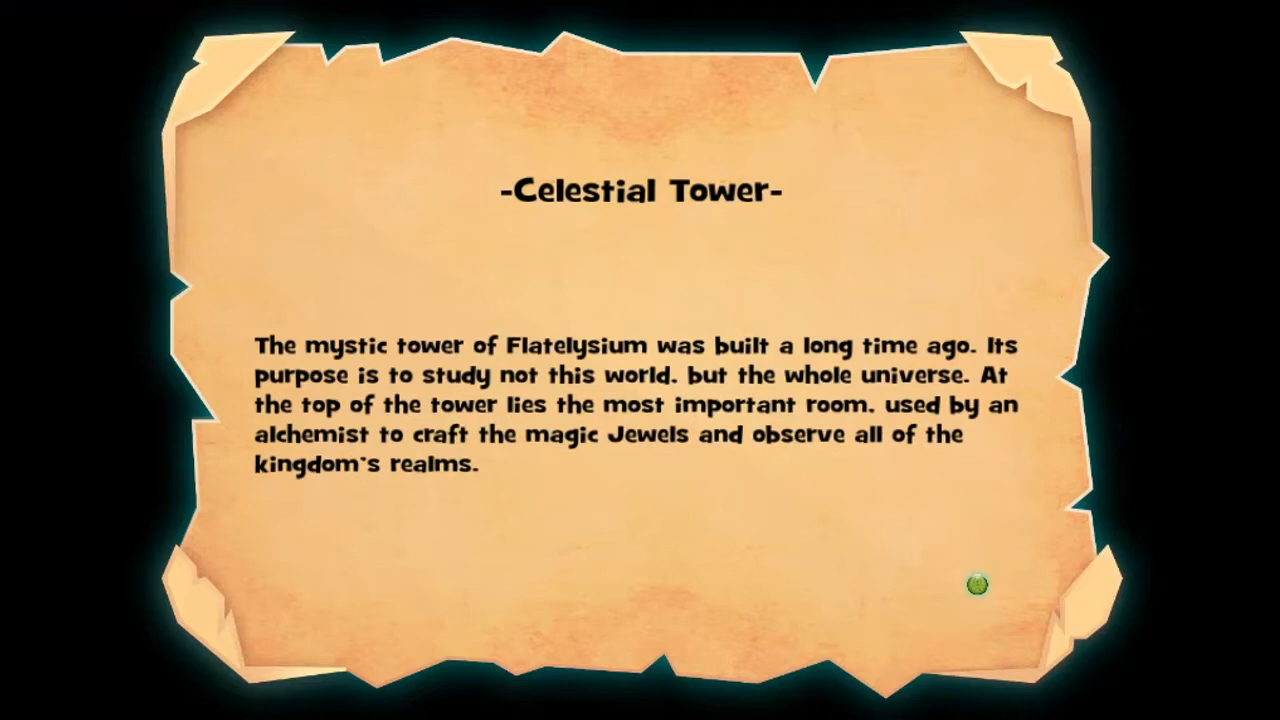 -Celestial Tower-
The mystic tower of Flatelysium was built a long time ago. Its
purpose is to study not this world. but the whole universe. At
the top of the tower lies the most important room. used by an
alchemist to craft the magic Jewels and observe all of the
kingdom's realms.